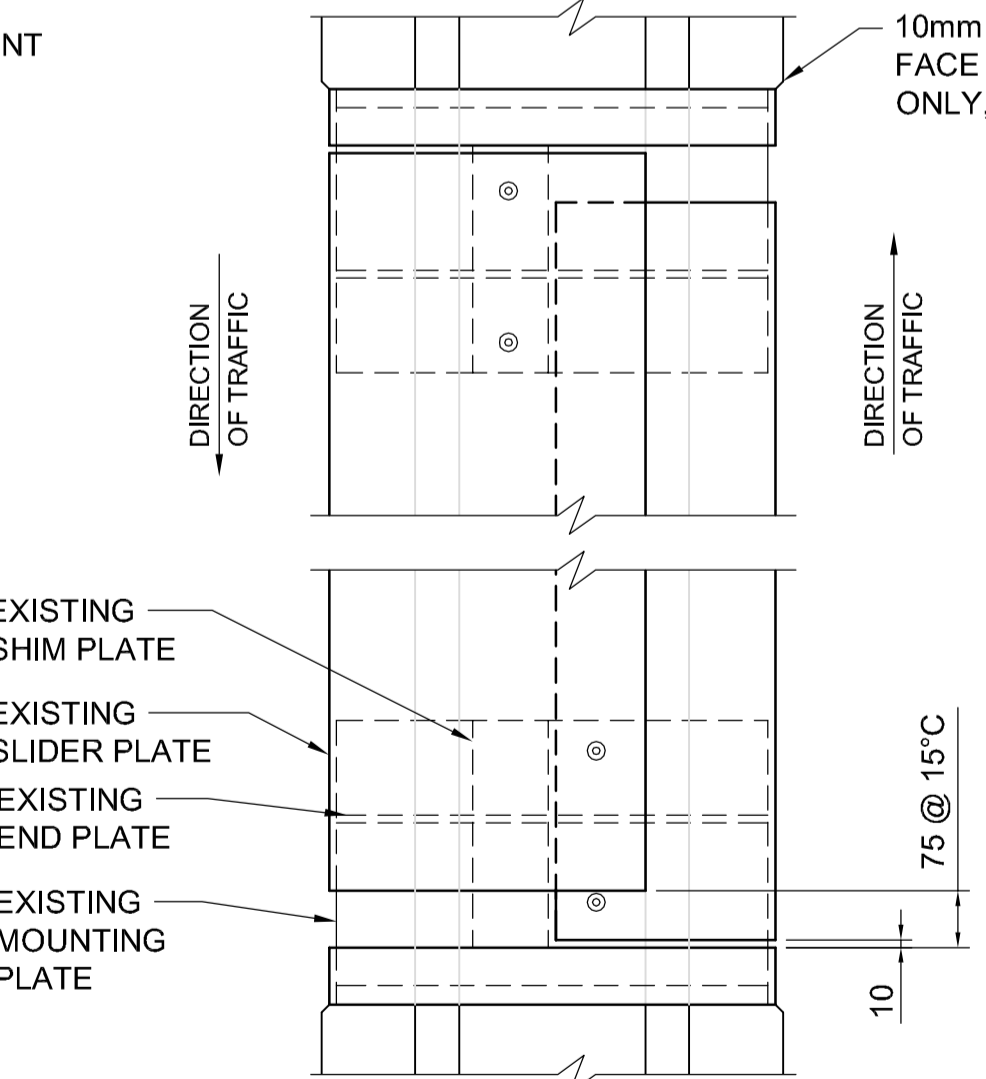 NT
10mm
FACE
ONLY,
DIRECTION
OF TRAFFIC
DIRECTION
OF TRAFFIC
EXISTING
SHIM PLATE
EXISTING
SLIDER PLATE
EXISTING
END PLATE
EXISTING
MOUNTING
PLATE
75 @ 15°C
10